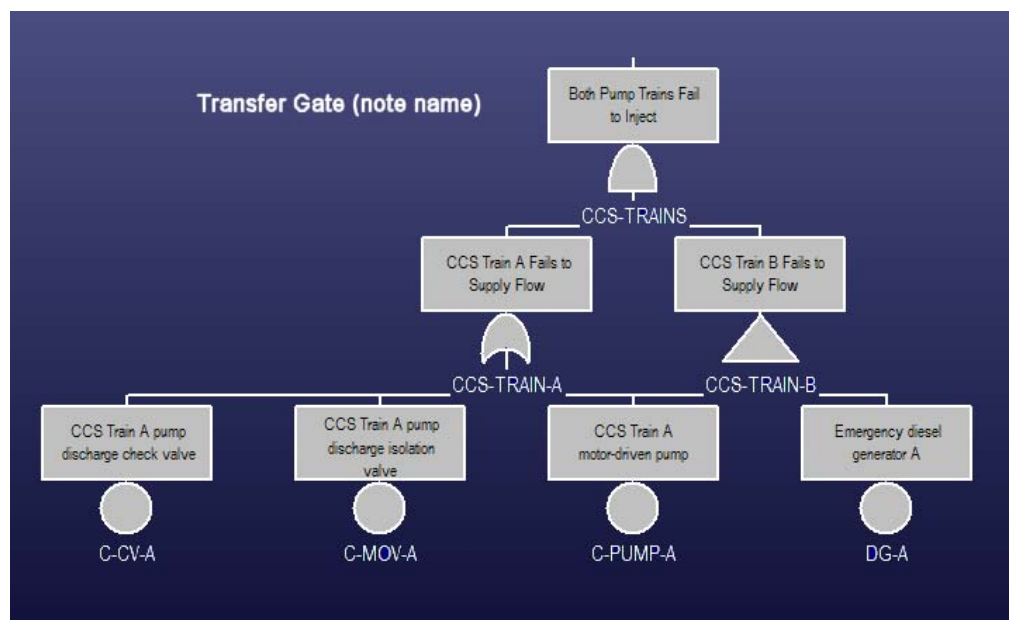 Transfer Gate (note name)
Both Pump Trains Fail
to Inject
CCS-TRAINS
CCS Train A Fails to
Supply Flow
CCS Train B Fails to
Supply Flow
CCS-TRAIN-A
CCS-TRAIN-B
CCS Train A pump
discharge check valve
CCS Train A pump
discharge isolation
valve
CCS Train A
motor-driven pump
Emergency diesel
generator A
C-CV-A
C-MOV-A
C-PUMP-A
DG-A